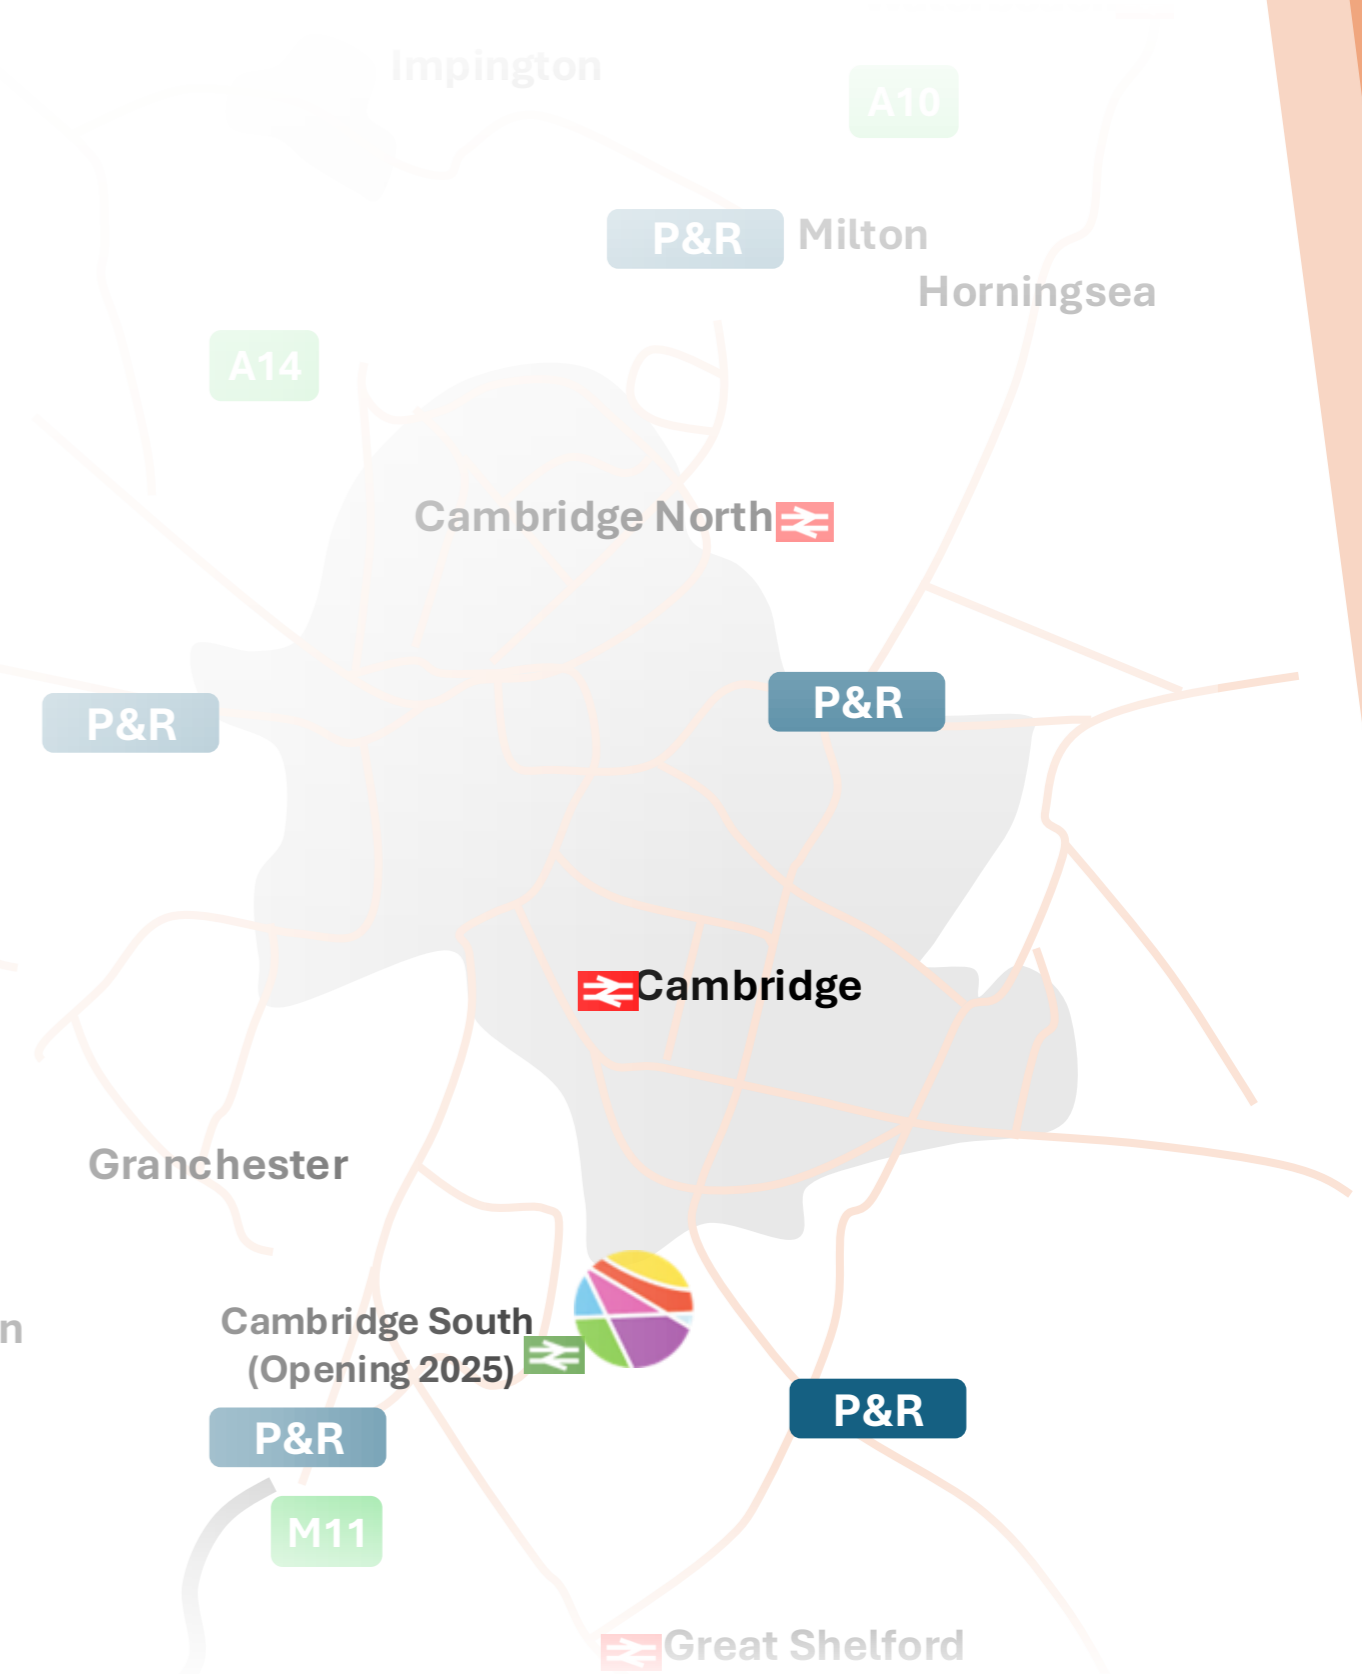 Impington
A10
P&R
Milton
Horningsea
A14
Cambridge North
P&R
P&R
Cambridge
Granchester
Cambridge South
(Opening 2025)
n
P&R
P&R
M11
Great Shelford